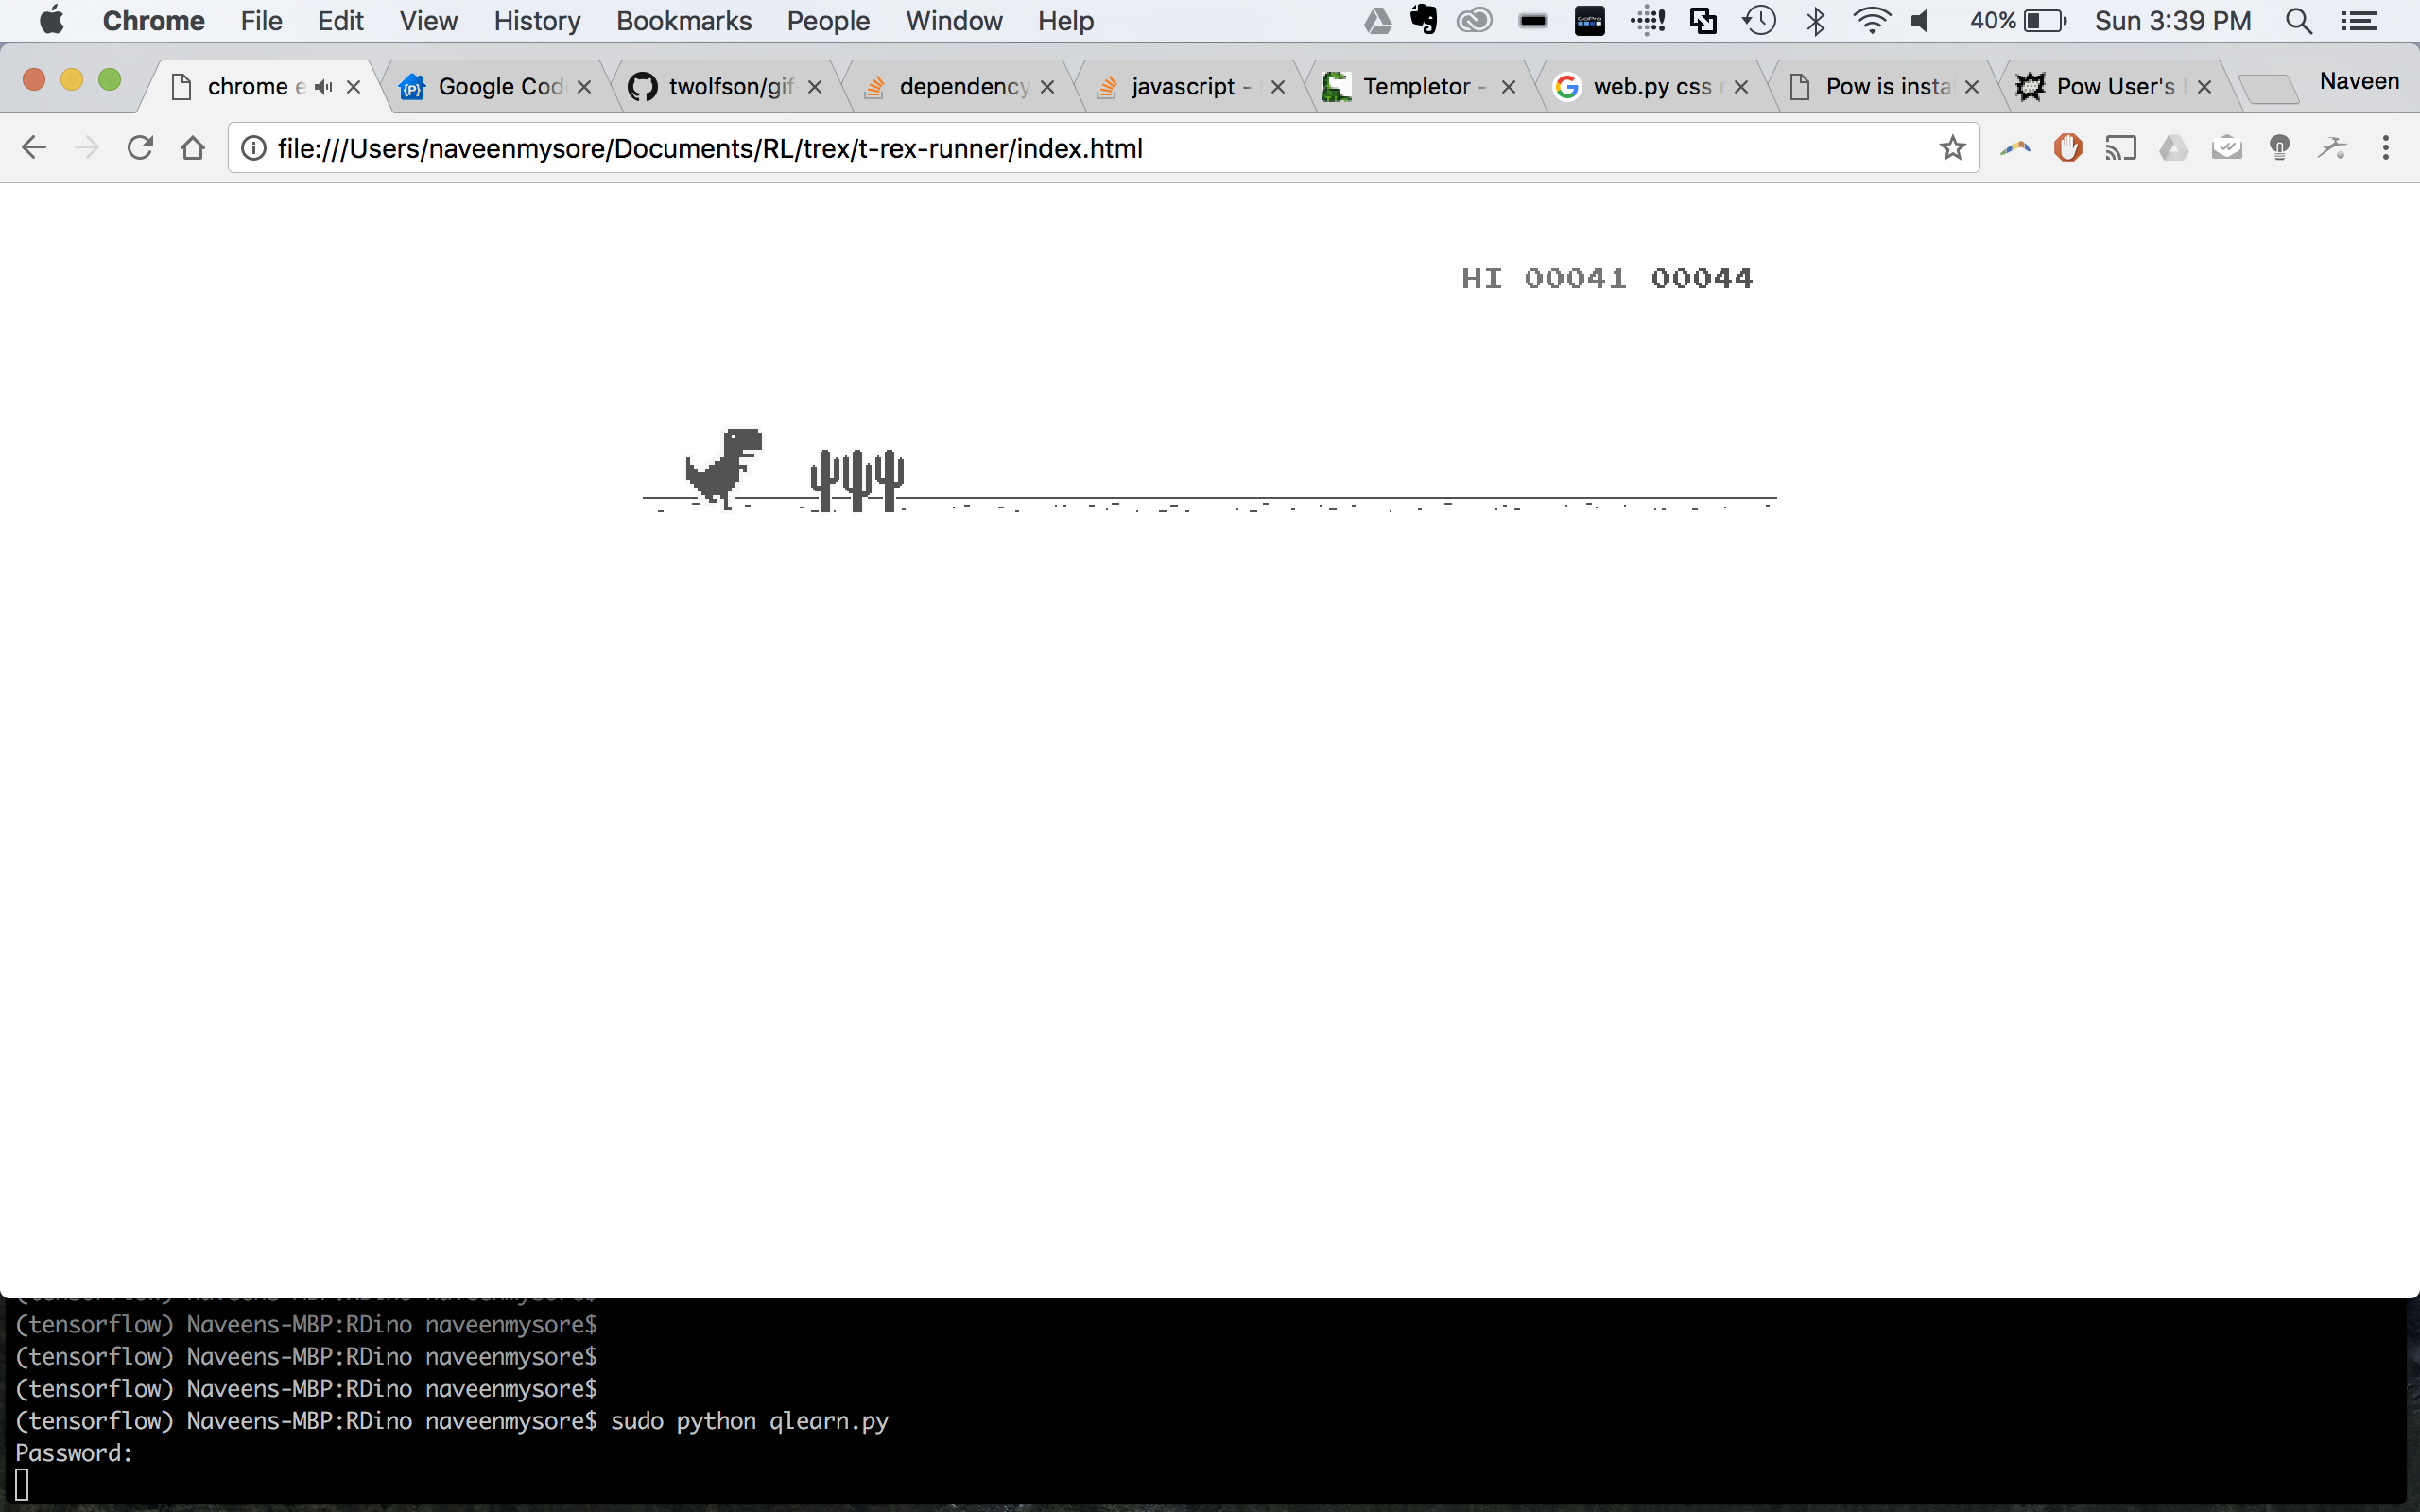 Chrome File Edit View History Bookmarks People Window Help 40% Sun 3:39 PM
chrome e Google Cod twolfson/gif dependency javascript - Templetor - web.py css Pow is insta Pow User's Naveen
file:///Users/naveenmysore/Documents/RL/trex/t-rex-runner/index.html
HI 00041 00044
(tensorflow) Naveens-MBP:RDino naveenmysore$
(tensorflow) Naveens-MBP:RDino naveenmysore$
(tensorflow) Naveens-MBP:RDino naveenmysore$
(tensorflow) Naveens-MBP:RDino naveenmysore$ sudo python qlearn.py
Password: